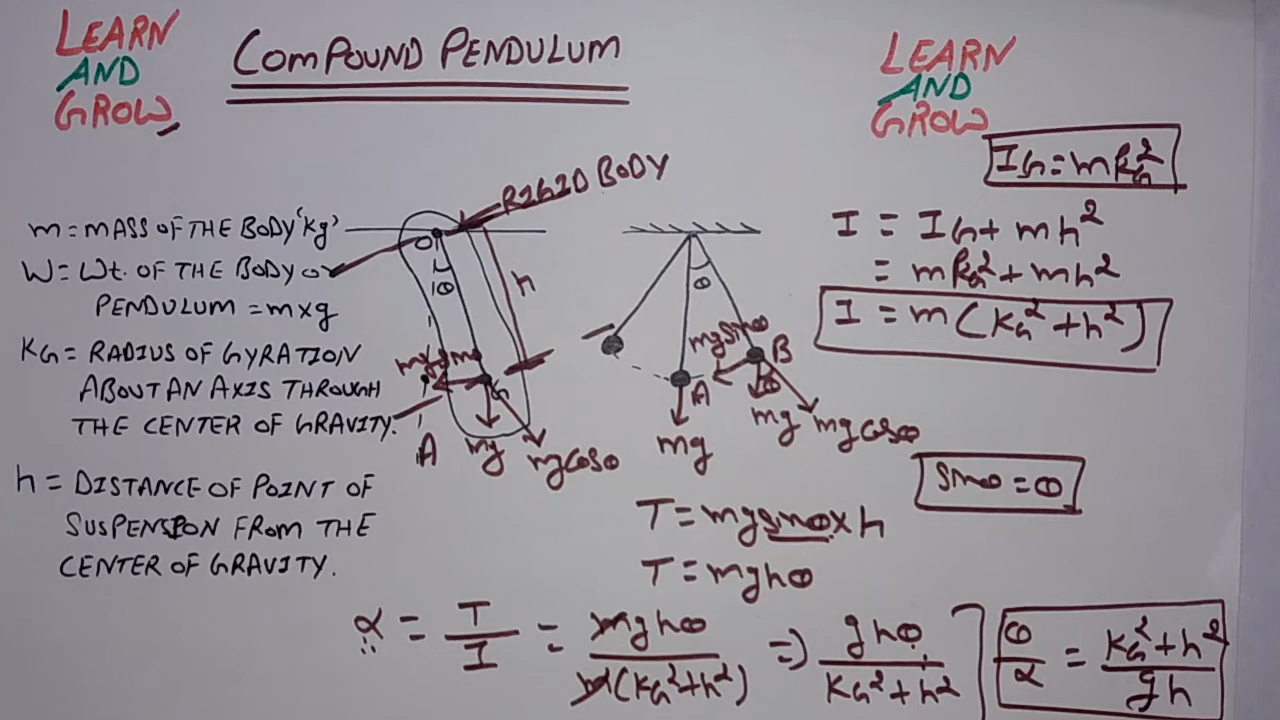 LEARN
AND
GROW
COMPOUND PENDULUM
LEARN
AND
GROW
m = MASS OF THE BODY 'Kg'
W = Wt. OF THE BODY or
PENDULUM = m×g
KG = RADIUS OF GYRATION
ABOUT AN AXIS THROUGH
THE CENTER OF GRAVITY.
h = DISTANCE OF POINT OF
SUSPENSION FROM THE
CENTER OF GRAVITY.
RIGID BODY
O
θ
h
G
A
mg
mg cosθ
θ
mg sinθ
B
A
θ
mg
mg
mg cosθ
IG = m kG²
I = IG + mh²
= m kG² + mh²
I = m (KG² + h²)
sinθ = θ
T = mg sinθ × h
T = mghθ
α = T/I = mghθ/m(KG² + h²) => ghθ/KG² + h²
θ/α = KG² + h²/gh